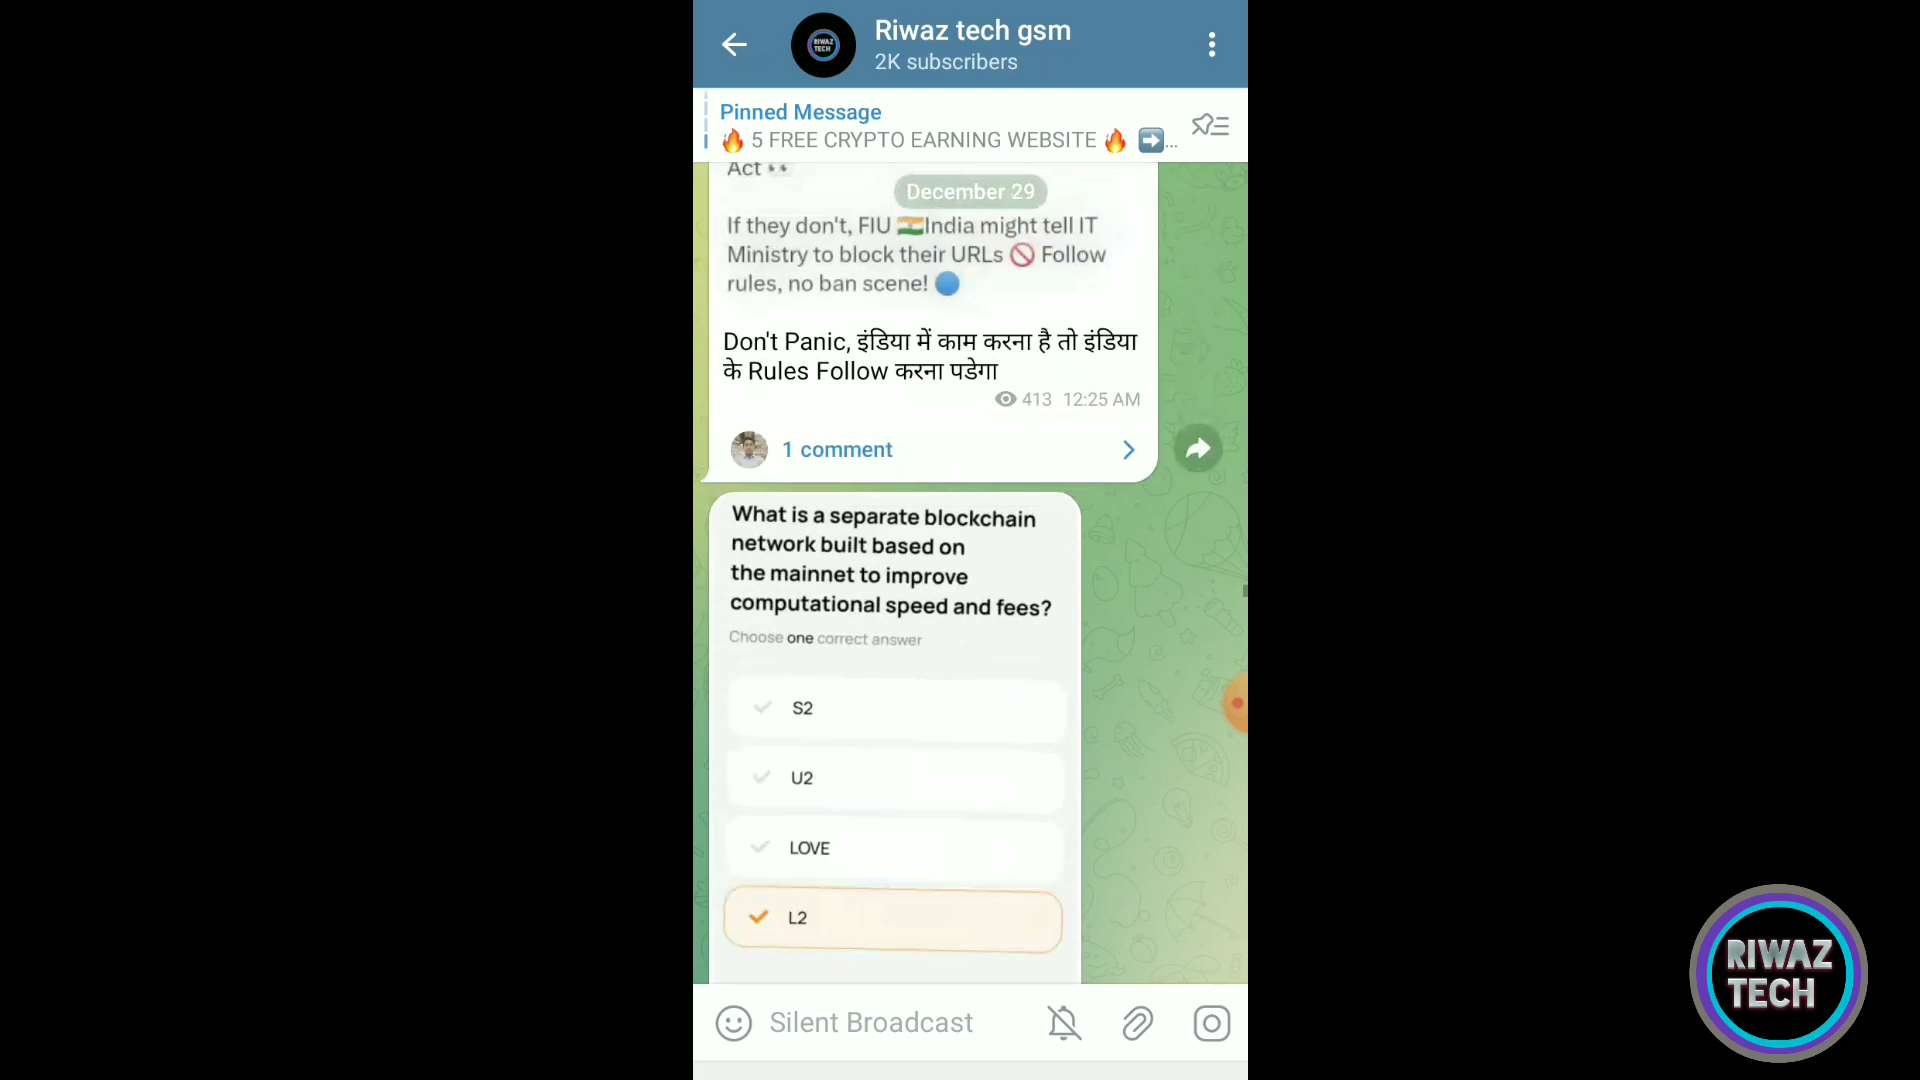 Riwaz tech gsm
2K subscribers
Pinned Message
🔥 5 FREE CRYPTO EARNING WEBSITE 🔥 ➡️...
Act 👀
December 29
If they don't, FIU 🇮🇳India might tell IT
Ministry to block their URLs 🚫 Follow
rules, no ban scene! 🔵
Don't Panic, इंडिया में काम करना है तो इंडिया
के Rules Follow करना पडेगा
413 12:25 AM
1 comment
What is a separate blockchain
network built based on
the mainnet to improve
computational speed and fees?
Choose one correct answer
S2
U2
LOVE
L2
Silent Broadcast
RIWAZ
TECH